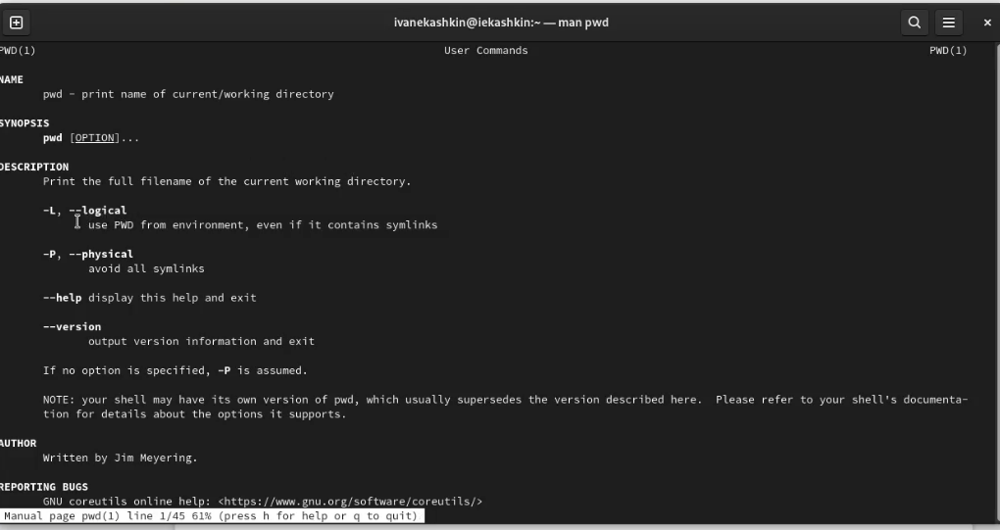 ivanekashkin@iekashkin:~ — man pwd
PWD(1) User Commands PWD(1)
NAME
pwd - print name of current/working directory
SYNOPSIS
pwd [OPTION]...
DESCRIPTION
Print the full filename of the current working directory.
-L, --logical
use PWD from environment, even if it contains symlinks
-P, --physical
avoid all symlinks
--help display this help and exit
--version
output version information and exit
If no option is specified, -P is assumed.
NOTE: your shell may have its own version of pwd, which usually supersedes the version described here.  Please refer to your shell's documenta-
tion for details about the options it supports.
AUTHOR
Written by Jim Meyering.
REPORTING BUGS
GNU coreutils online help: <https://www.gnu.org/software/coreutils/>
Manual page pwd(1) line 1/45 61% (press h for help or q to quit)